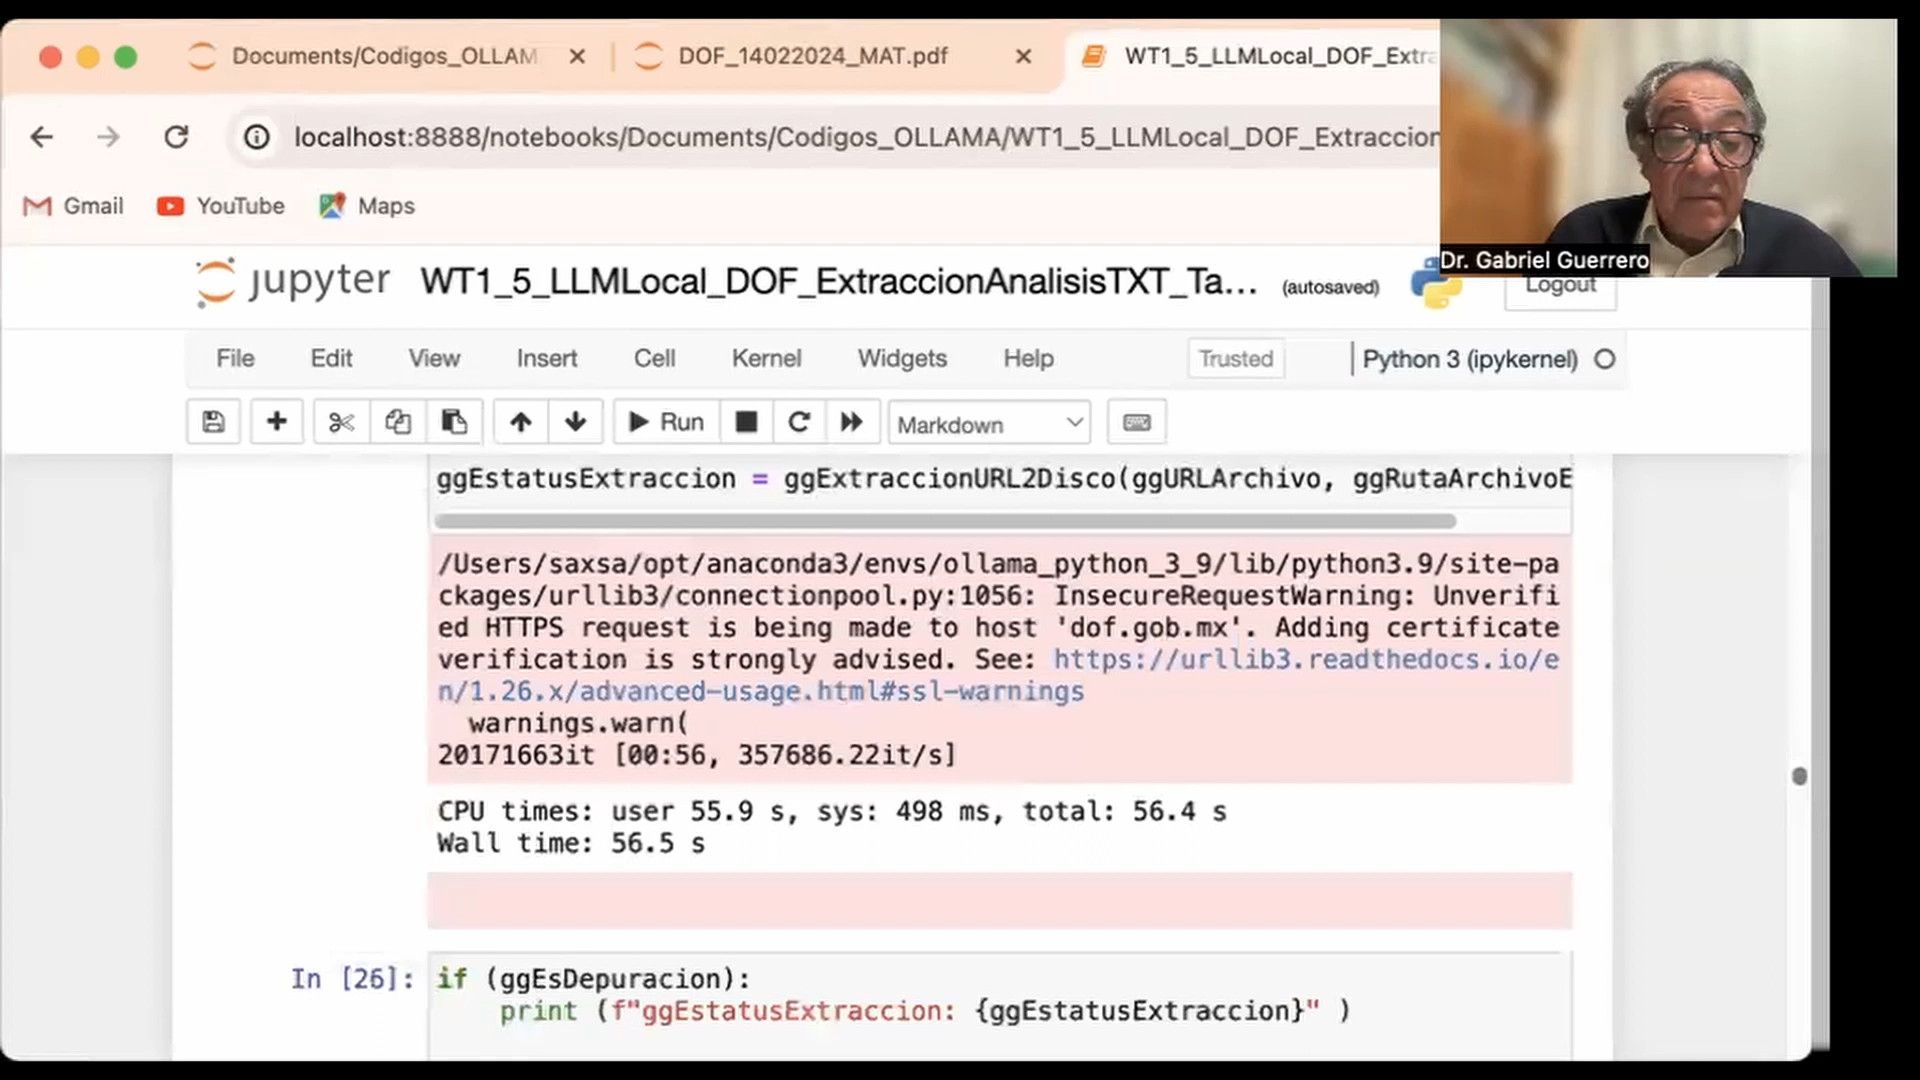 Documents/Codigos_OLLAM
DOF_14022024_MAT.pdf
WT1_5_LLMLocal_DOF_Extra
localhost:8888/notebooks/Documents/Codigos_OLLAMA/WT1_5_LLMLocal_DOF_Extraccion
Gmail
YouTube
Maps
Dr. Gabriel Guerrero
jupyter
WT1_5_LLMLocal_DOF_ExtraccionAnalisisTXT_Ta...
(autosaved)
Logout
File Edit View Insert Cell Kernel Widgets Help
Trusted
Python 3 (ipykernel)
Run
Markdown
ggEstatusExtraccion = ggExtraccionURL2Disco(ggURLArchivo, ggRutaArchivoE
/Users/saxsa/opt/anaconda3/envs/ollama_python_3_9/lib/python3.9/site-pa
ckages/urllib3/connectionpool.py:1056: InsecureRequestWarning: Unverifi
ed HTTPS request is being made to host 'dof.gob.mx'. Adding certificate
verification is strongly advised. See: https://urllib3.readthedocs.io/e
n/1.26.x/advanced-usage.html#ssl-warnings
warnings.warn(
20171663it [00:56, 357686.22it/s]
CPU times: user 55.9 s, sys: 498 ms, total: 56.4 s
Wall time: 56.5 s
In [26]: if (ggEsDepuracion):
print (f"ggEstatusExtraccion: {ggEstatusExtraccion}" )